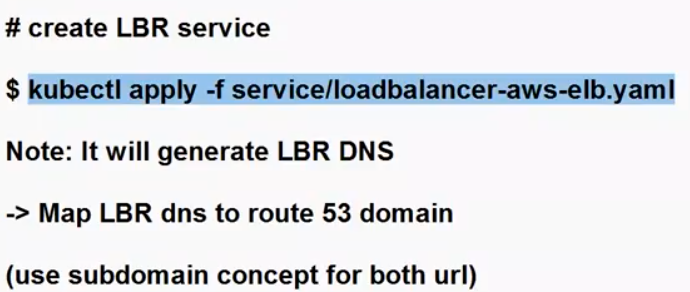 # create LBR service
$ kubectl apply -f service/loadbalancer-aws-elb.yaml
Note: It will generate LBR DNS
-> Map LBR dns to route 53 domain
(use subdomain concept for both url)